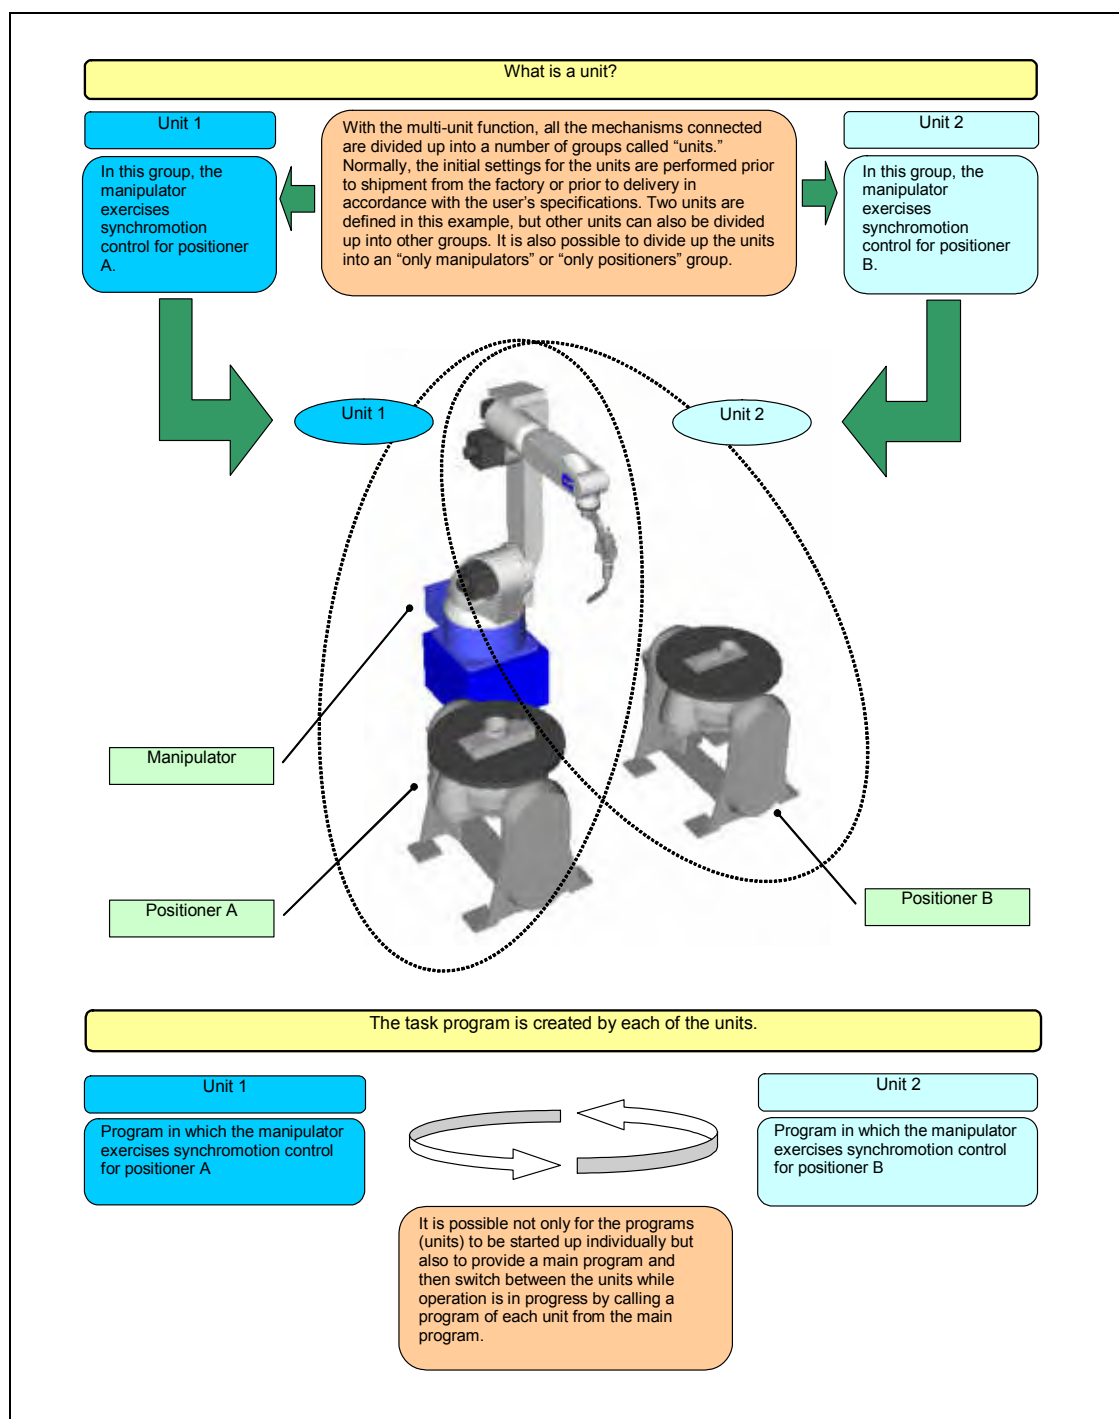 What is a unit?
Unit 1
In this group, the
manipulator
exercises
synchromotion
control for positioner
A.
With the multi-unit function, all the mechanisms connected
are divided up into a number of groups called “units.”
Normally, the initial settings for the units are performed prior
to shipment from the factory or prior to delivery in
accordance with the user’s specifications. Two units are
defined in this example, but other units can also be divided
up into other groups. It is also possible to divide up the units
into an “only manipulators” or “only positioners” group.
Unit 2
In this group, the
manipulator
exercises
synchromotion
control for positioner
B.
Unit 1
Unit 2
Manipulator
Positioner A
Positioner B
The task program is created by each of the units.
Unit 1
Program in which the manipulator
exercises synchromotion control
for positioner A
Unit 2
Program in which the manipulator
exercises synchromotion control
for positioner B
It is possible not only for the programs
(units) to be started up individually but
also to provide a main program and
then switch between the units while
operation is in progress by calling a
program of each unit from the main
program.